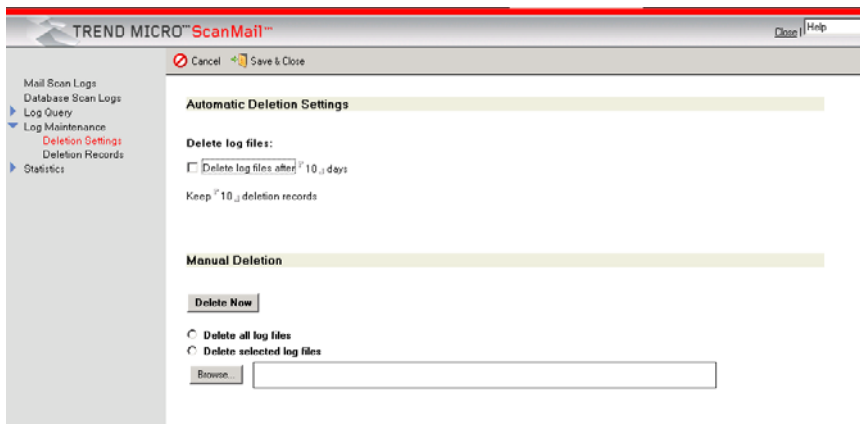 TREND MICRO™ ScanMail™
Close | Help
Cancel Save & Close
Mail Scan Logs
Database Scan Logs
Log Query
Log Maintenance
Deletion Settings
Deletion Records
Statistics
Automatic Deletion Settings
Delete log files:
Delete log files after 10 days
Keep 10 deletion records
Manual Deletion
Delete Now
Delete all log files
Delete selected log files
Browse...